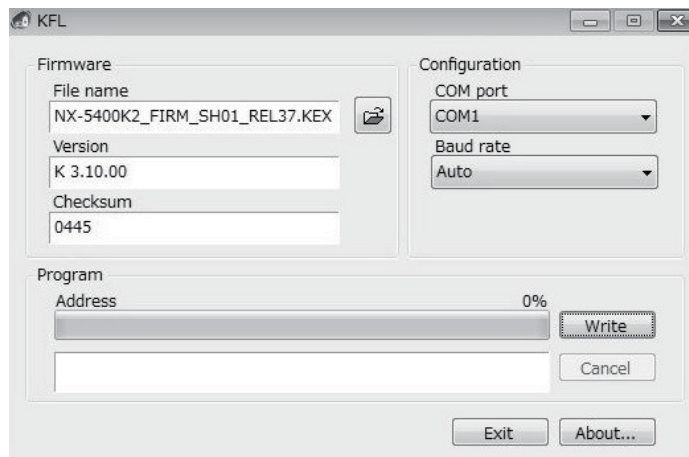 KFL
Firmware
File name
NX-5400K2_FIRM_SH01_REL37.KEX
Version
K 3.10.00
Checksum
0445
Configuration
COM port
COM1
Baud rate
Auto
Program
Address 0%
Write
Cancel
Exit About...